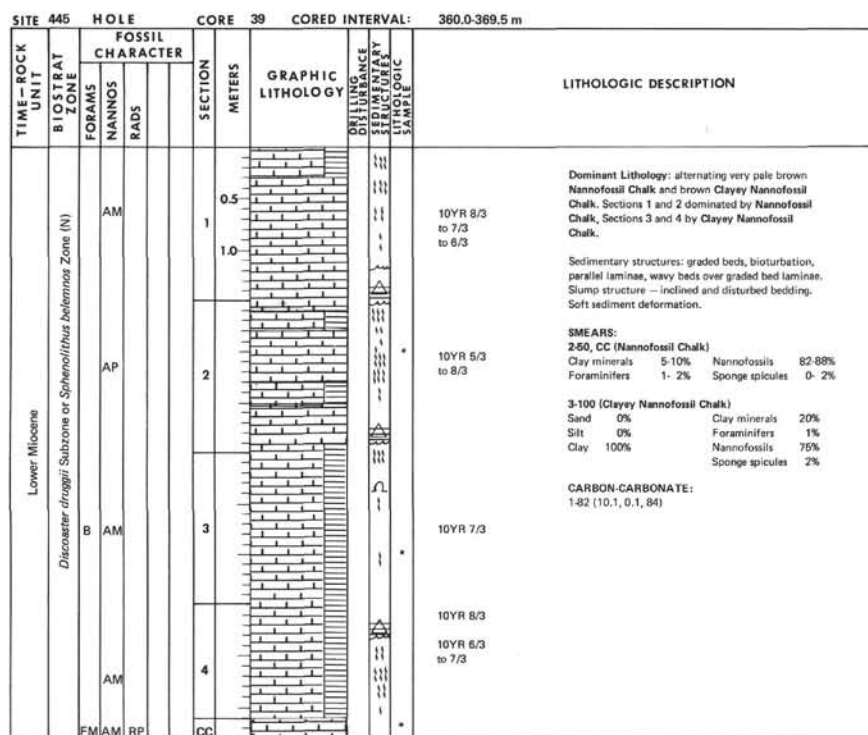 SITE 445 HOLE CORE 39 CORED INTERVAL: 360.0-369.5 m
TIME-ROCK UNIT
BIOSTRAT ZONE
FOSSIL CHARACTER
FORAMS
NANNOS
RADS
SECTION
METERS
GRAPHIC LITHOLOGY
DRILLING DISTURBANCE
SEDIMENTARY STRUCTURES
LITHOLOGIC SAMPLE
LITHOLOGIC DESCRIPTION
Lower Miocene
Discoaster druggii Subzone or Sphenolithus belemnos Zone (N)
AM
1
0.5
1.0
10YR 8/3
to 7/3
to 6/3
AP
2
*
10YR 5/3
to 8/3
B AM
3
*
10YR 7/3
AM
4
10YR 8/3
10YR 6/3
to 7/3
FM AM RP
CC
*
Dominant Lithology: alternating very pale brown
Nannofossil Chalk and brown Clayey Nannofossil
Chalk. Sections 1 and 2 dominated by Nannofossil
Chalk, Sections 3 and 4 by Clayey Nannofossil
Chalk.
Sedimentary structures: graded beds, bioturbation,
parallel laminae, wavy beds over graded bed laminae.
Slump structure — inclined and disturbed bedding.
Soft sediment deformation.
SMEARS:
2-50, CC (Nannofossil Chalk)
Clay minerals 5-10% Nannofossils 82-88%
Foraminifers 1- 2% Sponge spicules 0- 2%
3-100 (Clayey Nannofossil Chalk)
Sand 0% Clay minerals 20%
Silt 0% Foraminifers 1%
Clay 100% Nannofossils 75%
Sponge spicules 2%
CARBON-CARBONATE:
1-82 (10.1, 0.1, 84)